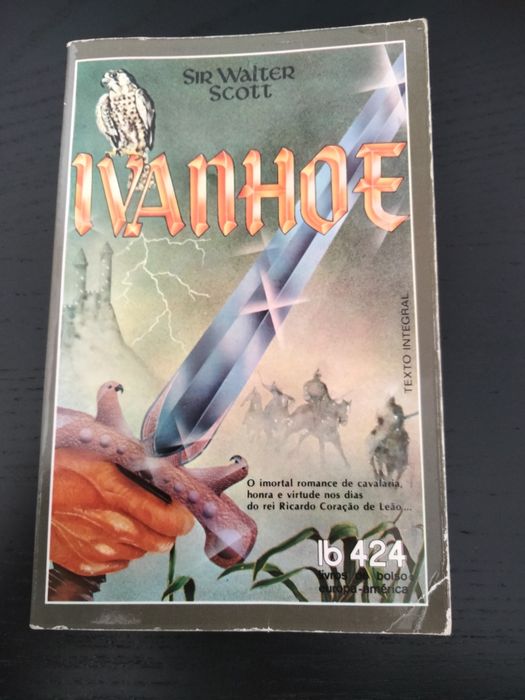 Sir Walter
Scott
IVANHOE
TEXTO INTEGRAL
O imortal romance de cavalaria,
honra e virtude nos dias
do rei Ricardo Coração de Leão...
lb 424
livros de bolso
europa-américa